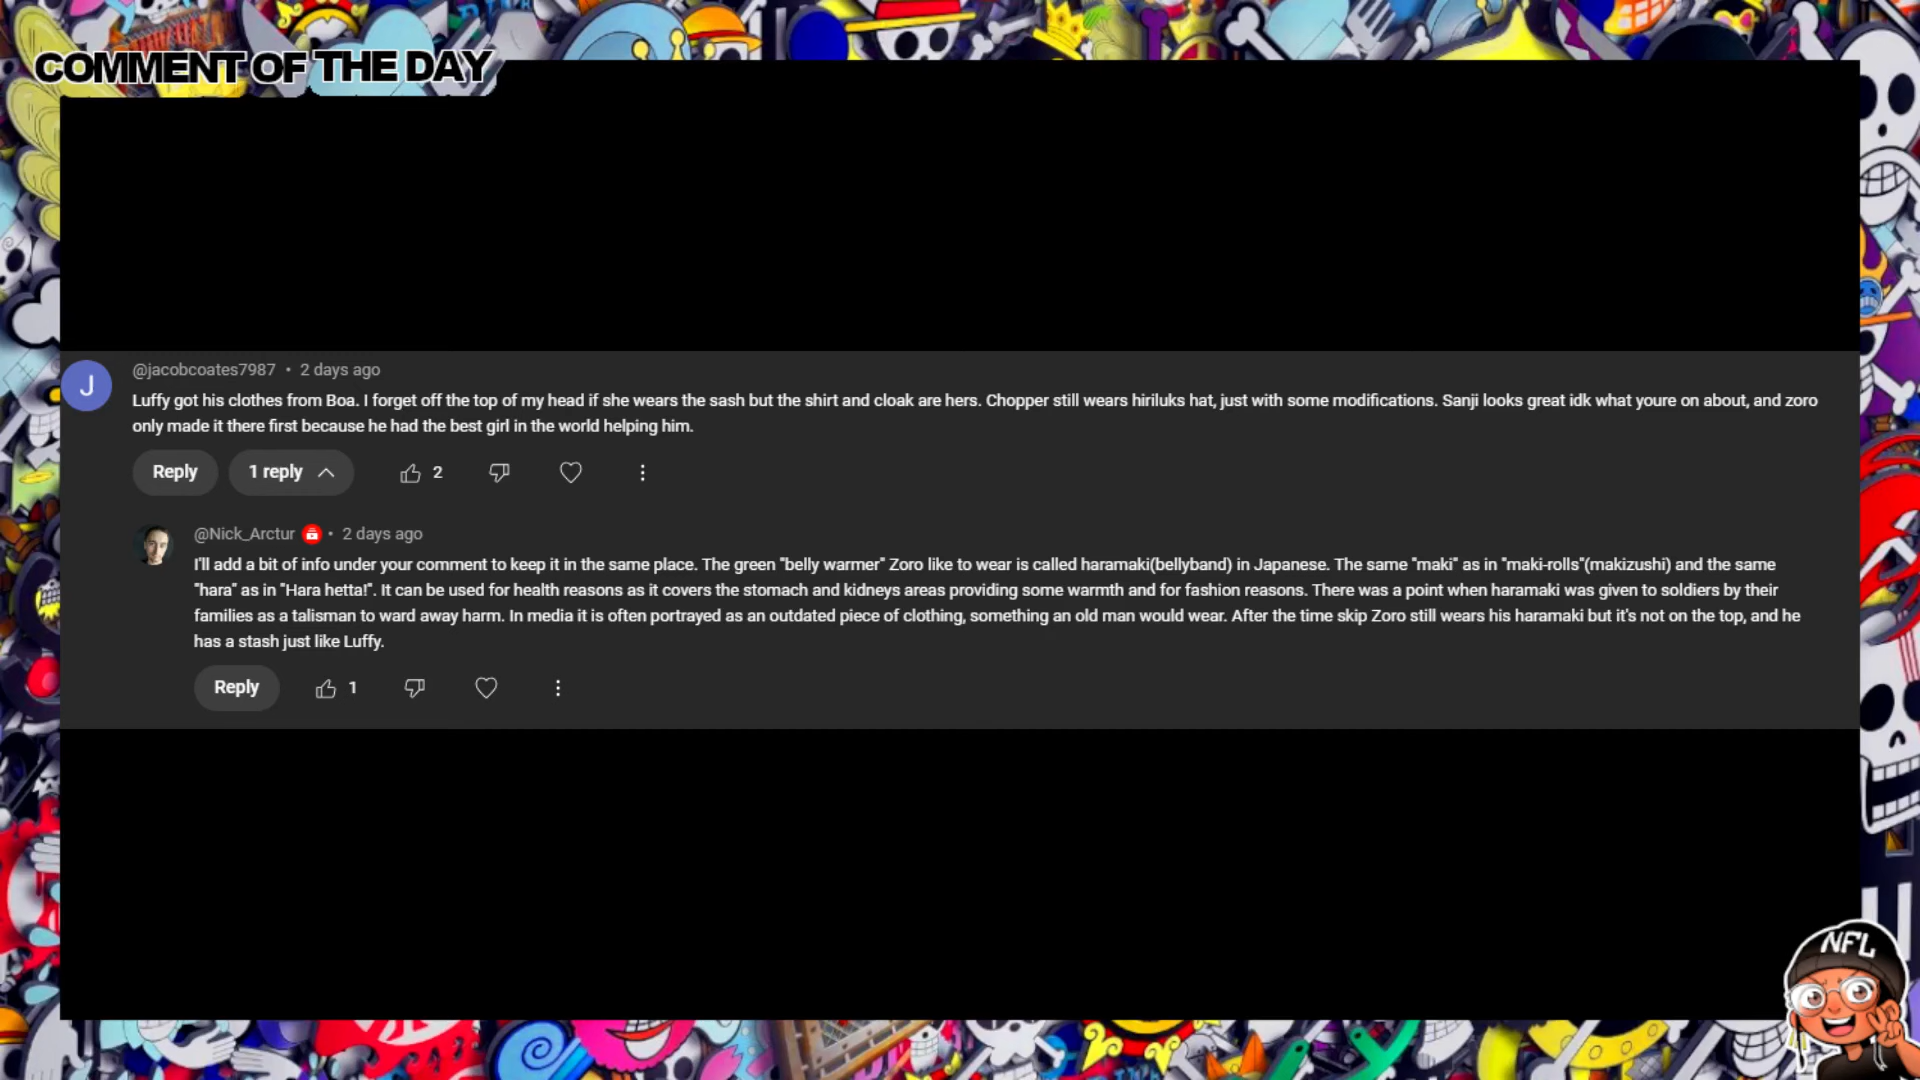 COMMENT OF THE DAY
J
@jacobcoates7987 • 2 days ago
Luffy got his clothes from Boa. I forget off the top of my head if she wears the sash but the shirt and cloak are hers. Chopper still wears hiriluks hat, just with some modifications. Sanji looks great idk what youre on about, and zoro
only made it there first because he had the best girl in the world helping him.
Reply 1 reply 2
@Nick_Arctur • 2 days ago
I'll add a bit of info under your comment to keep it in the same place. The green "belly warmer" Zoro like to wear is called haramaki(bellyband) in Japanese. The same "maki" as in "maki-rolls"(makizushi) and the same
"hara" as in "Hara hetta!". It can be used for health reasons as it covers the stomach and kidneys areas providing some warmth and for fashion reasons. There was a point when haramaki was given to soldiers by their
families as a talisman to ward away harm. In media it is often portrayed as an outdated piece of clothing, something an old man would wear. After the time skip Zoro still wears his haramaki but it's not on the top, and he
has a stash just like Luffy.
Reply 1
NFL